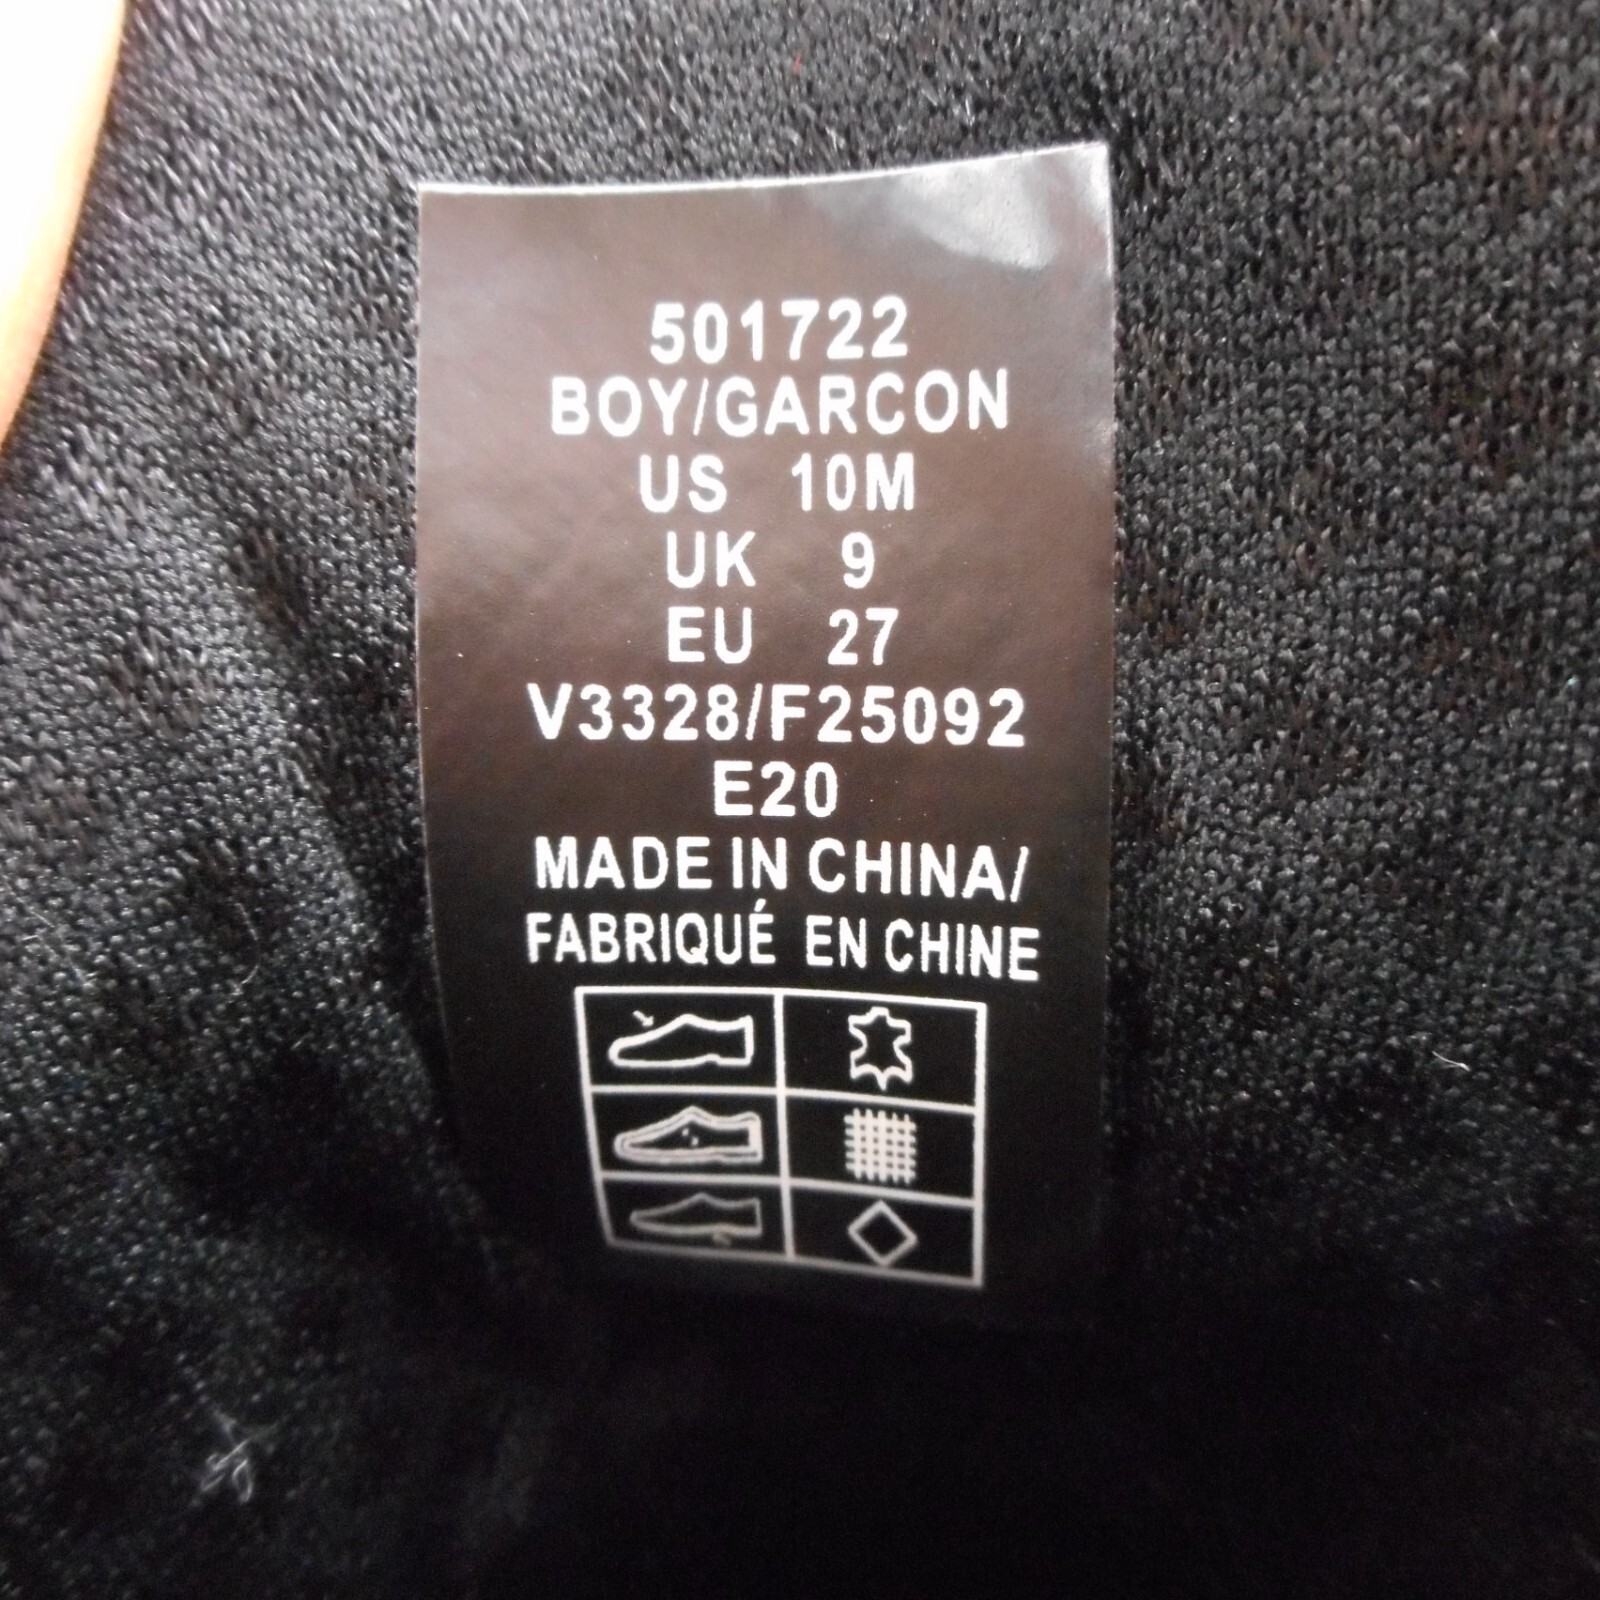 501722
BOY/GARCON
US 10M
UK 9
EU 27
V3328/F25092
E20
MADE IN CHINA/
FABRIQUÉ EN CHINE